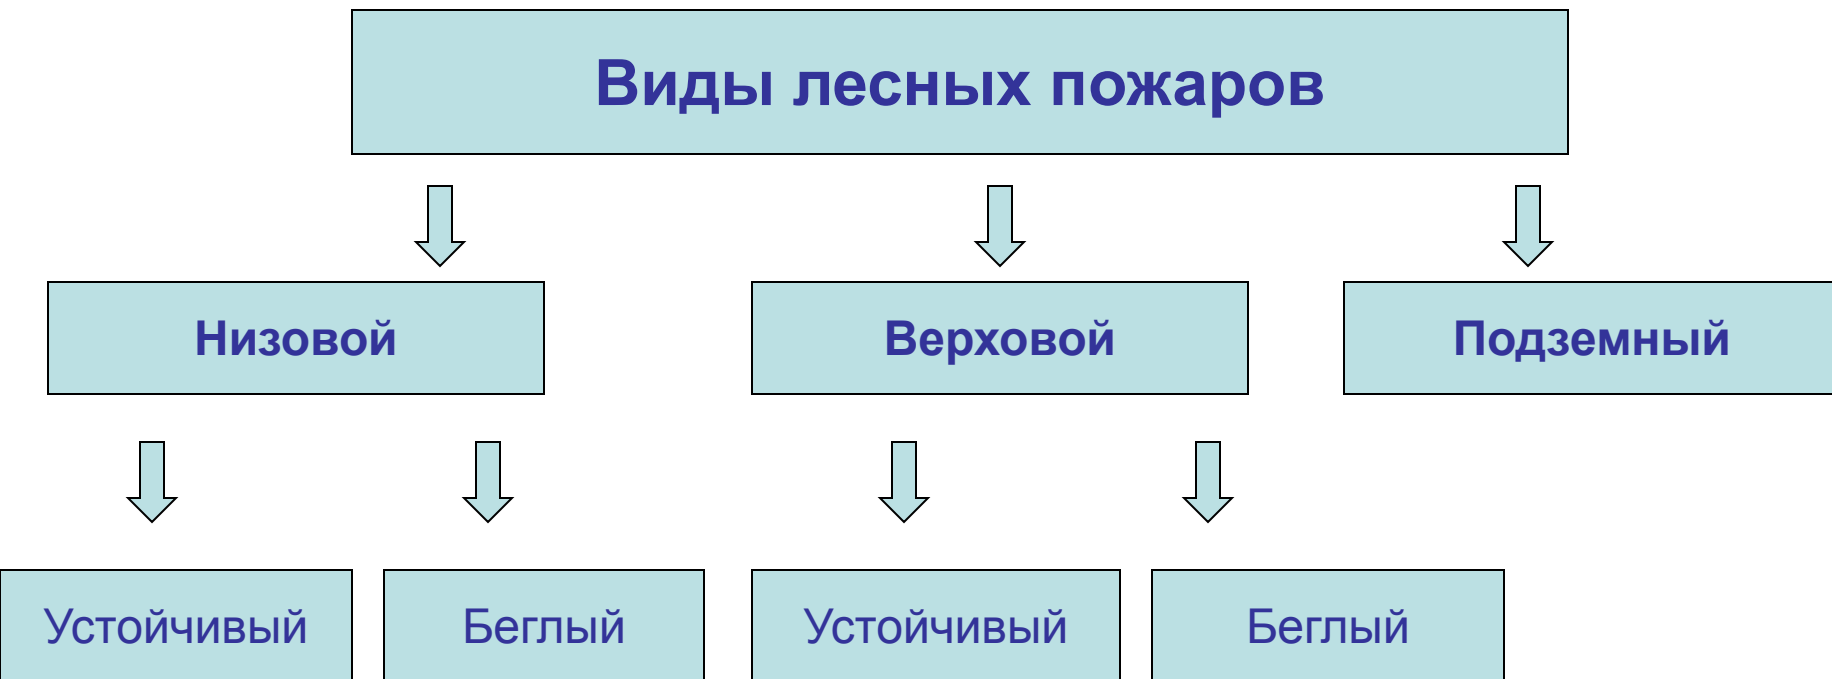 Виды лесных пожаров
Низовой
Верховой
Подземный
Устойчивый
Беглый
Устойчивый
Беглый